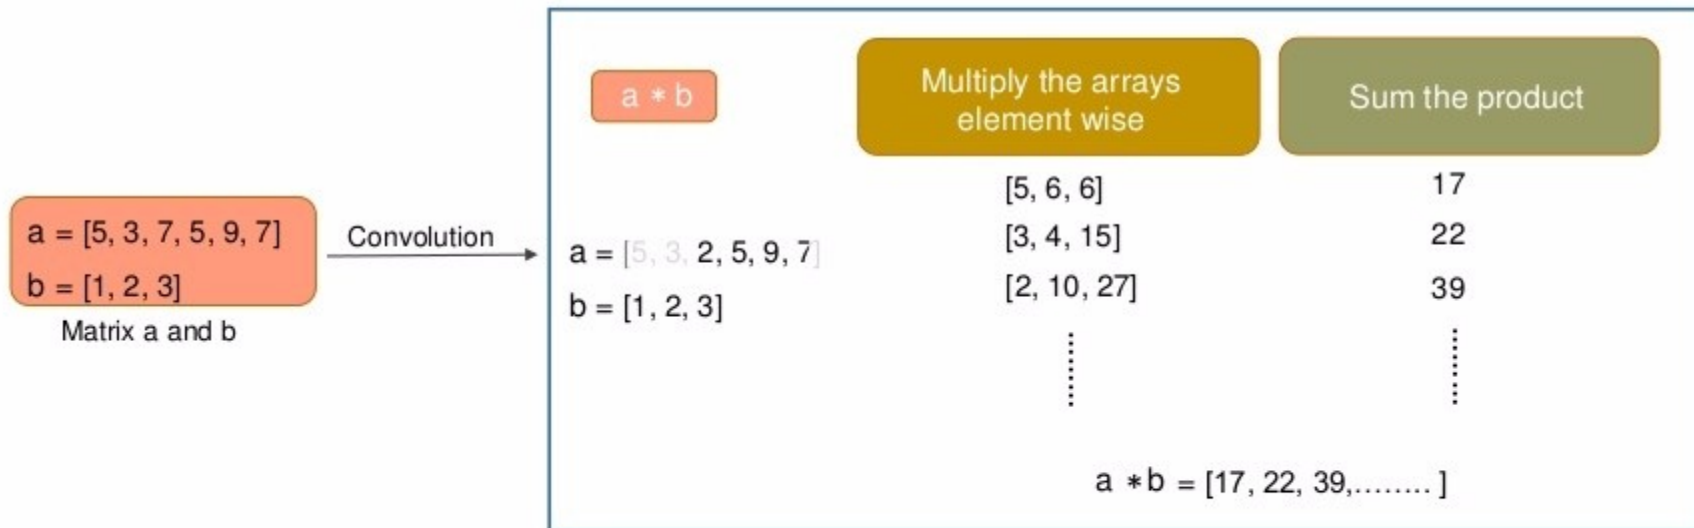 a = [5, 3, 7, 5, 9, 7]
b = [1, 2, 3]
Matrix a and b
Convolution
a * b
a = [5, 3, 2, 5, 9, 7]
b = [1, 2, 3]
Multiply the arrays
element wise
[5, 6, 6]
[3, 4, 15]
[2, 10, 27]
Sum the product
17
22
39
a *b = [17, 22, 39,........ ]